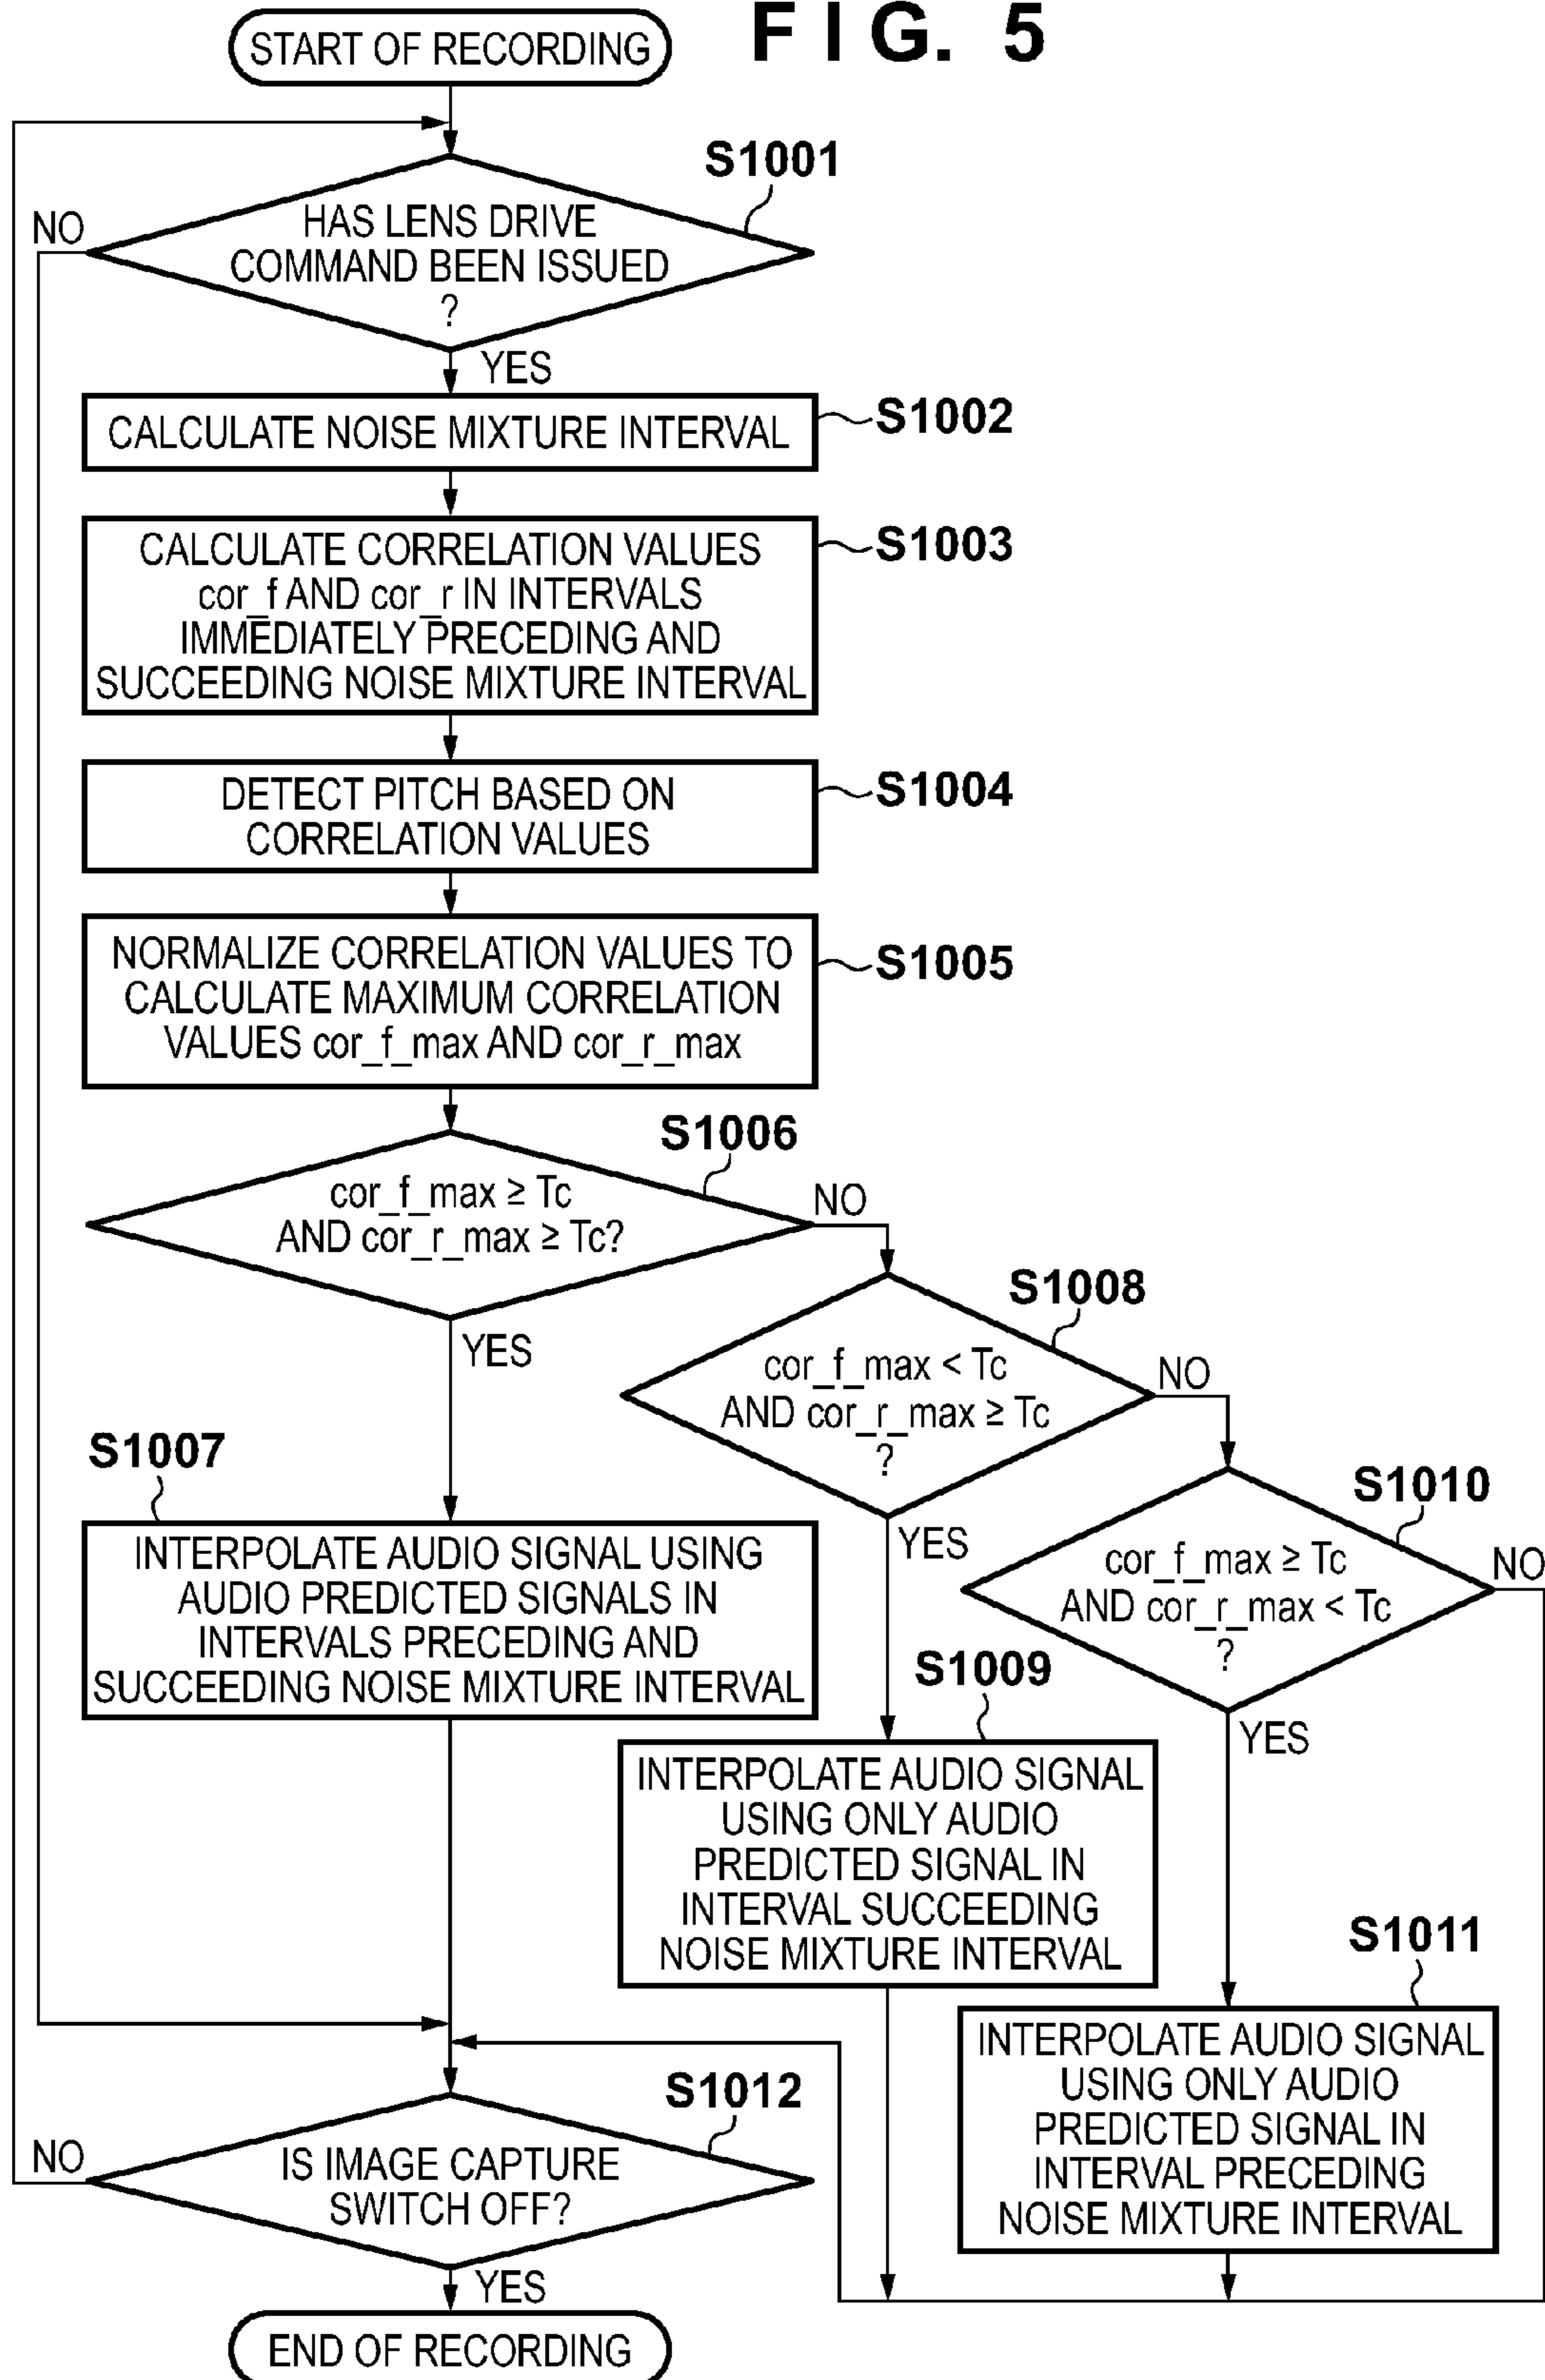 FIG. 5
START OF RECORDING
S1001
NO
HAS LENS DRIVE
COMMAND BEEN ISSUED
?
YES
CALCULATE NOISE MIXTURE INTERVAL
S1002
CALCULATE CORRELATION VALUES
cor_f AND cor_r IN INTERVALS
IMMEDIATELY PRECEDING AND
SUCCEEDING NOISE MIXTURE INTERVAL
S1003
DETECT PITCH BASED ON
CORRELATION VALUES
S1004
NORMALIZE CORRELATION VALUES TO
CALCULATE MAXIMUM CORRELATION
VALUES cor_f_max AND cor_r_max
S1005
S1006
cor_f_max ≥ Tc
AND cor_r_max ≥ Tc?
NO
YES
S1008
cor_f_max < Tc
AND cor_r_max ≥ Tc
?
NO
YES
S1007
INTERPOLATE AUDIO SIGNAL USING
AUDIO PREDICTED SIGNALS IN
INTERVALS PRECEDING AND
SUCCEEDING NOISE MIXTURE INTERVAL
S1010
cor_f_max ≥ Tc
AND cor_r_max < Tc
?
NO
YES
S1009
INTERPOLATE AUDIO SIGNAL
USING ONLY AUDIO
PREDICTED SIGNAL IN
INTERVAL SUCCEEDING
NOISE MIXTURE INTERVAL
S1011
INTERPOLATE AUDIO SIGNAL
USING ONLY AUDIO
PREDICTED SIGNAL IN
INTERVAL PRECEDING
NOISE MIXTURE INTERVAL
S1012
NO
IS IMAGE CAPTURE
SWITCH OFF?
YES
END OF RECORDING